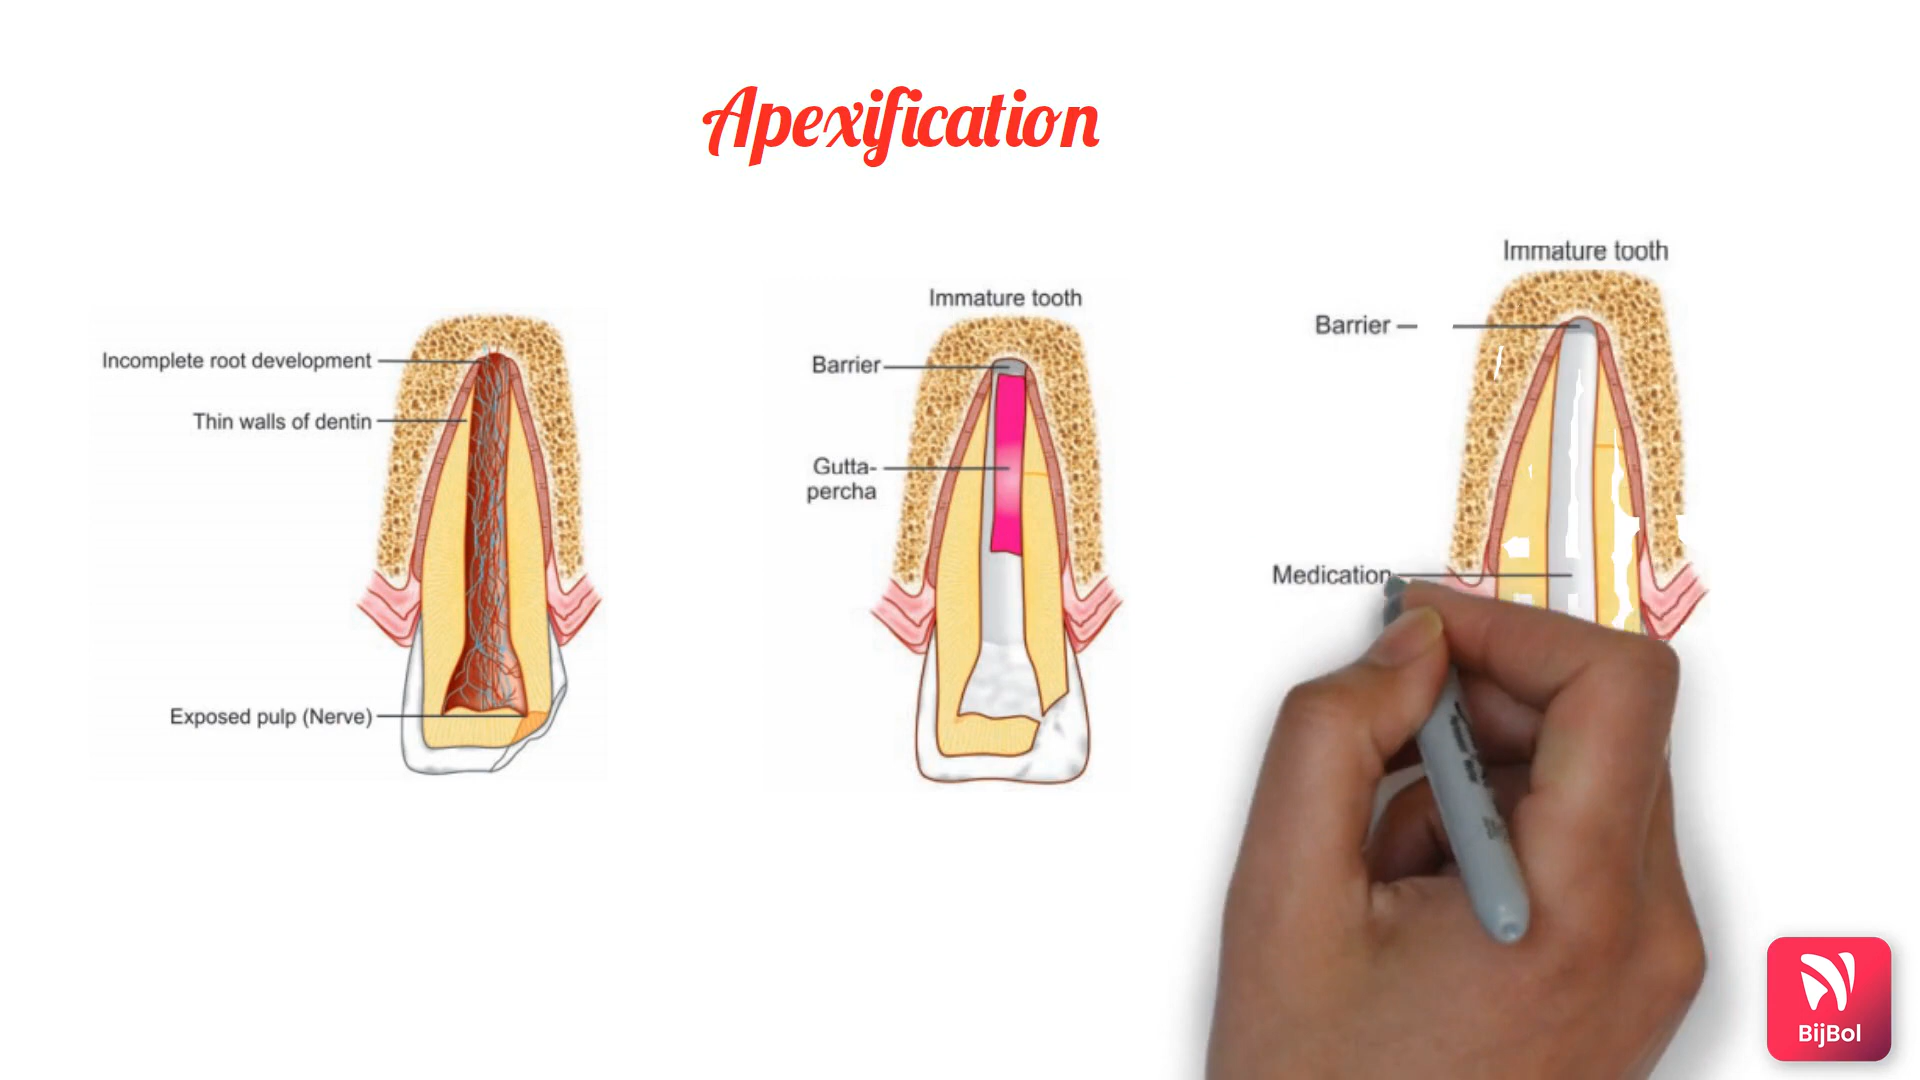 Apexification
Incomplete root development
Thin walls of dentin
Exposed pulp (Nerve)
Immature tooth
Barrier
Gutta-
percha
Immature tooth
Barrier
Medication
BijBol